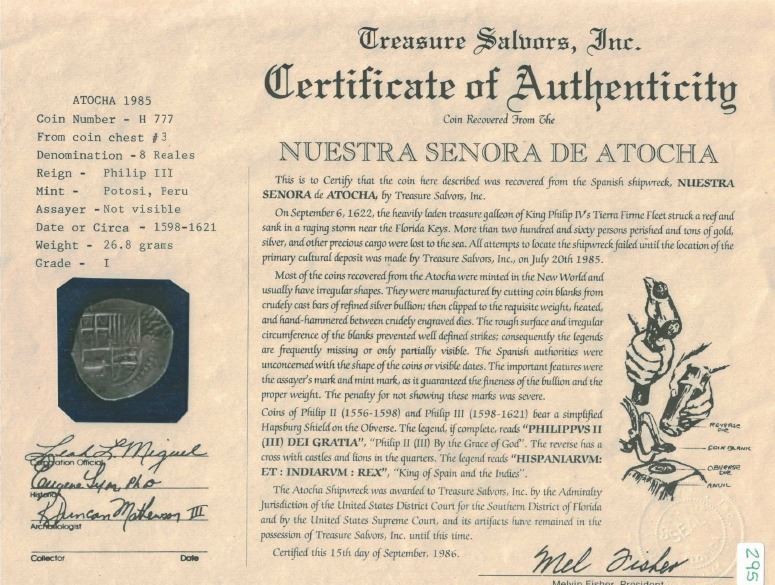 Treasure Salvors, Inc.
Certificate of Authenticity
Coin Recovered From The
NUESTRA SENORA DE ATOCHA
ATOCHA 1985
Coin Number - H 777
From coin chest #3
Denomination - 8 Reales
Reign - Philip III
Mint - Potosi, Peru
Assayer - Not visible
Date or Circa - 1598-1621
Weight - 26.8 grams
Grade - I
This is to Certify that the coin here described was recovered from the Spanish shipwreck, NUESTRA
SENORA de ATOCHA, by Treasure Salvors, Inc.
On September 6, 1622, the heavily laden treasure galleon of King Philip IV's Tierra Firme Fleet struck a reef and
sank in a raging storm near the Florida Keys. More than two hundred and sixty persons perished and tons of gold,
silver, and other precious cargo were lost to the sea. All attempts to locate the shipwreck failed until the location of the
primary cultural deposit was made by Treasure Salvors, Inc., on July 20th 1985.
Most of the coins recovered from the Atocha were minted in the New World and
usually have irregular shapes. They were manufactured by cutting coin blanks from
crudely cast bars of refined silver bullion; then clipped to the requisite weight, heated,
and hand-hammered between crudely engraved dies. The rough surface and irregular
circumference of the blanks prevented well defined strikes; consequently the legends
are frequently missing or only partially visible. The Spanish authorities were
unconcerned with the shape of the coins or visible dates. The important features were
the assayer's mark and mint mark, as it guaranteed the fineness of the bullion and the
proper weight. The penalty for not showing these marks was severe.
Coins of Philip II (1556-1598) and Philip III (1598-1621) bear a simplified
Hapsburg Shield on the Obverse. The legend, if complete, reads "PHILIPPVS II
(III) DEI GRATIA", "Philip II (III) By the Grace of God". The reverse has a
cross with castles and lions in the quarters. The legend reads "HISPANIARVM:
ET : INDIARVM : REX", "King of Spain and the Indies".
The Atocha Shipwreck was awarded to Treasure Salvors, Inc. by the Admiralty
Jurisdiction of the United States District Court for the Southern District of Florida
and by the United States Supreme Court, and its artifacts have remained in the
possession of Treasure Salvors, Inc. until this time.
Certified this 15th day of September, 1986.
REVERSE DIE
COIN BLANK
OBVERSE DIE
ANVIL
Leah L. Miguel
Corporation Official
Eugene Lyon PhD
Historian
R Duncan Mathewson III
Archaeologist
Collector Date
Mel Fisher
Melvin Fisher, President
295